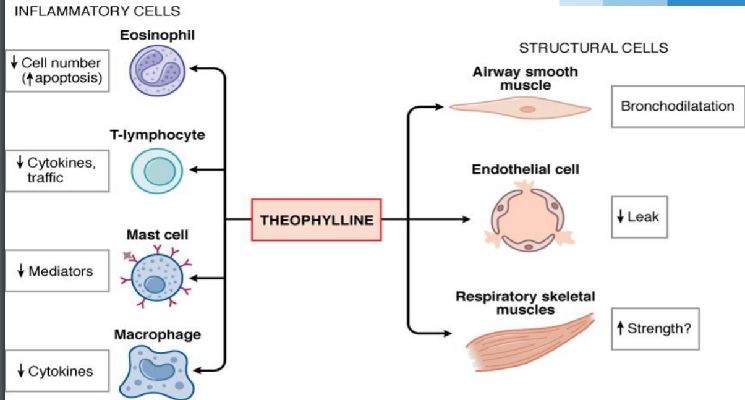 INFLAMMATORY CELLS
Eosinophil
↓ Cell number
(↑apoptosis)
T-lymphocyte
↓ Cytokines,
traffic
Mast cell
↓ Mediators
Macrophage
↓ Cytokines
THEOPHYLLINE
STRUCTURAL CELLS
Airway smooth
muscle
Bronchodilatation
Endothelial cell
↓ Leak
Respiratory skeletal
muscles
↑ Strength?